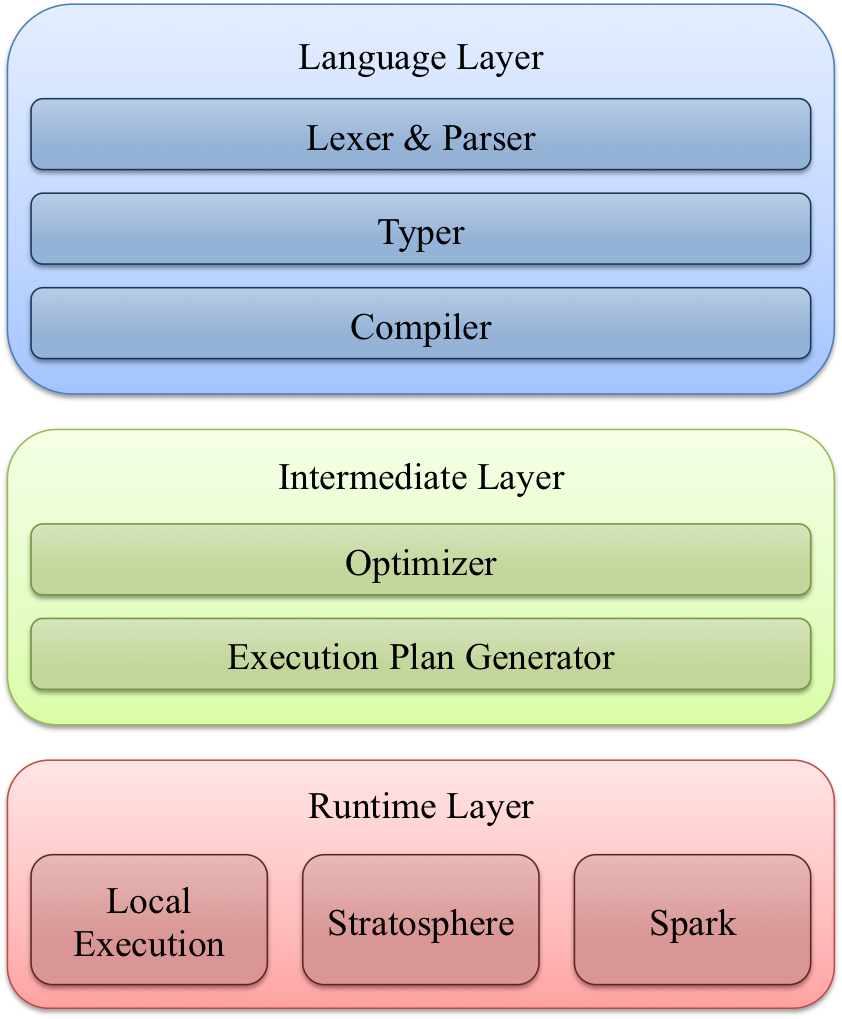 Language Layer
Lexer & Parser
Typer
Compiler
Intermediate Layer
Optimizer
Execution Plan Generator
Runtime Layer
Local
Execution
Stratosphere
Spark